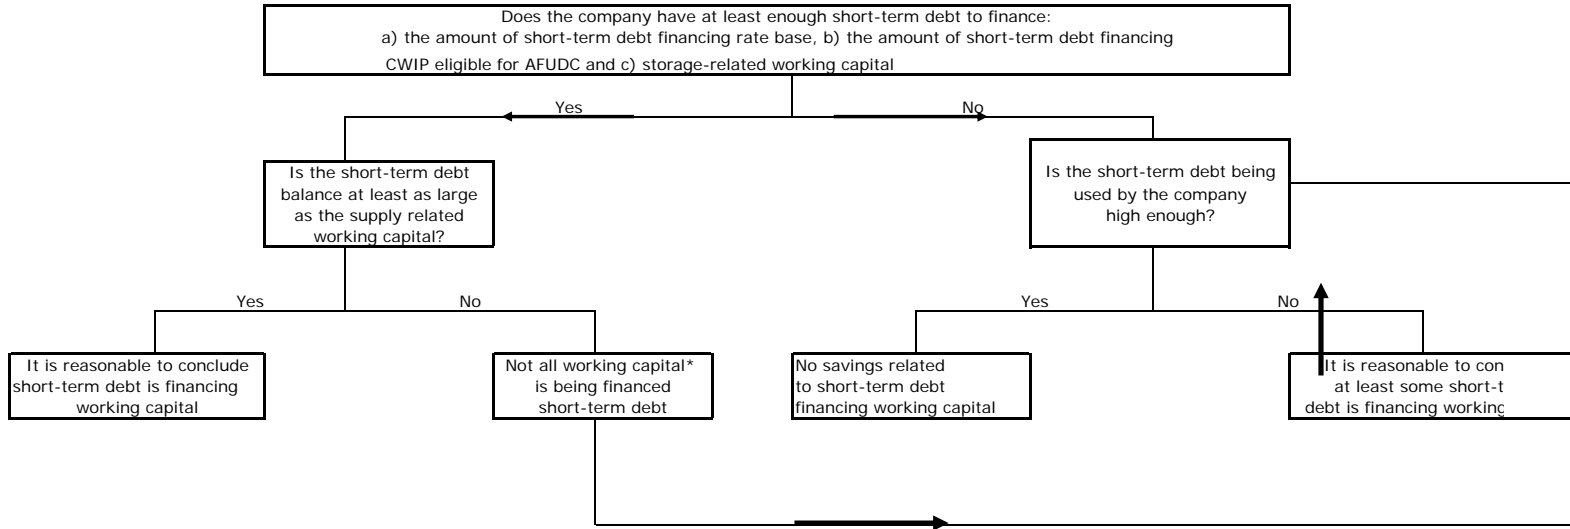 Does the company have at least enough short-term debt to finance:
a) the amount of short-term debt financing rate base, b) the amount of short-term debt financing
CWIP eligible for AFUDC and c) storage-related working capital
Yes
No
Is the short-term debt
balance at least as large
as the supply related
working capital?
Is the short-term debt being
used by the company
high enough?
Yes
No
Yes
No
It is reasonable to conclude
short-term debt is financing
working capital
Not all working capital*
is being financed
short-term debt
No savings related
to short-term debt
financing working capital
It is reasonable to con
at least some short-t
debt is financing working